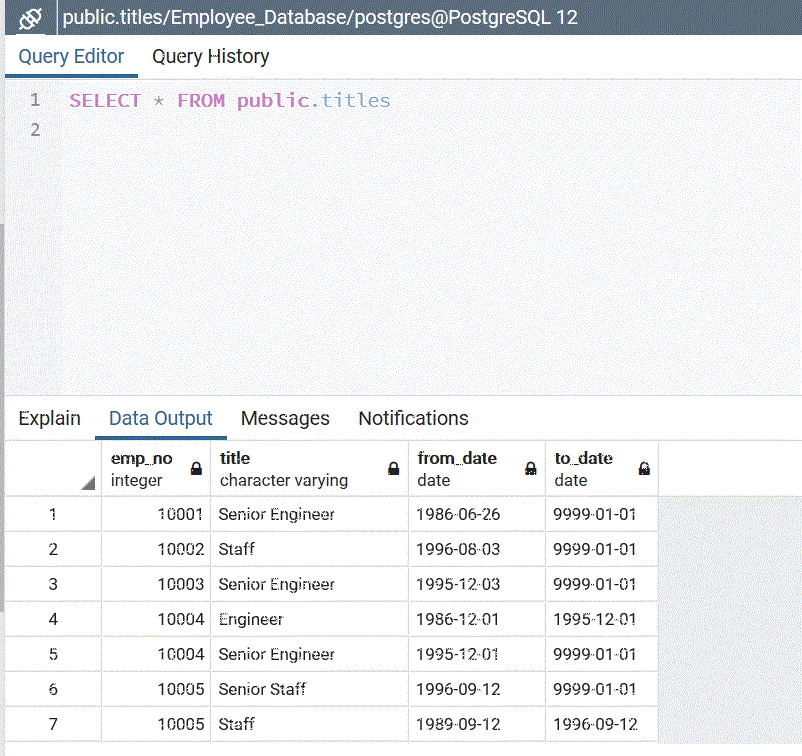 public.titles/Employee_Database/postgres@PostgreSQL 12
Query Editor Query History
1 SELECT * FROM public.titles
2
Explain Data Output Messages Notifications
emp_no title from_date to_date
integer character varying date date
1 10001 Senior Engineer 1986-06-26 9999-01-01
2 10002 Staff 1996-08-03 9999-01-01
3 10003 Senior Engineer 1995-12-03 9999-01-01
4 10004 Engineer 1986-12-01 1995-12-01
5 10004 Senior Engineer 1995-12-01 9999-01-01
6 10005 Senior Staff 1996-09-12 9999-01-01
7 10005 Staff 1989-09-12 1996-09-12